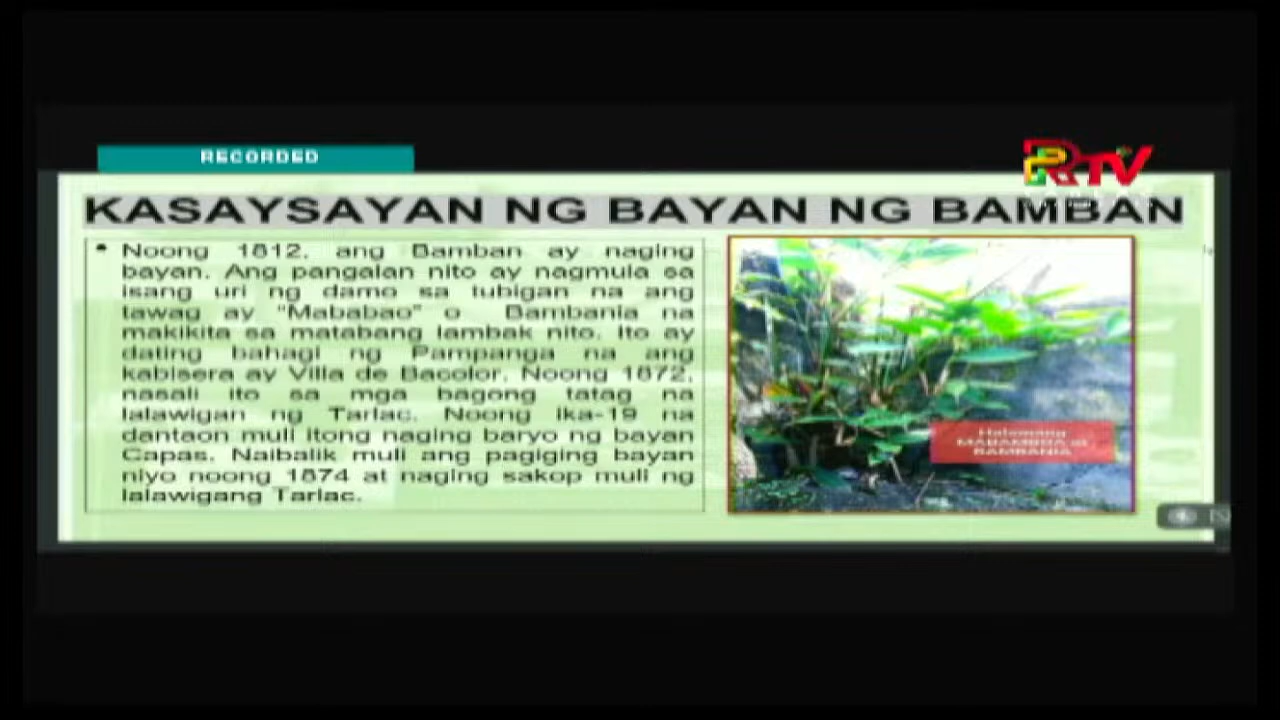 RECORDED
RTV
KASAYSAYAN NG BAYAN NG BAMBAN
• Noong 1812, ang Bamban ay naging
bayan. Ang pangalan nito ay nagmula sa
isang uri ng damo sa tubigan na ang
tawag ay "Mababao" o Bambania na
makikita sa matabang lambak nito. Ito ay
dating bahagi ng Pampanga na ang
kabisera ay Villa de Bacolor. Noong 1872,
nasali ito sa mga bagong tatag na
lalawigan ng Tarlac. Noong ika-19 na
dantaon muli itong naging baryo ng bayan
Capas. Naibalik muli ang pagiging bayan
niyo noong 1874 at naging sakop muli ng
lalawigang Tarlac.
Halamang
BAMBANIA